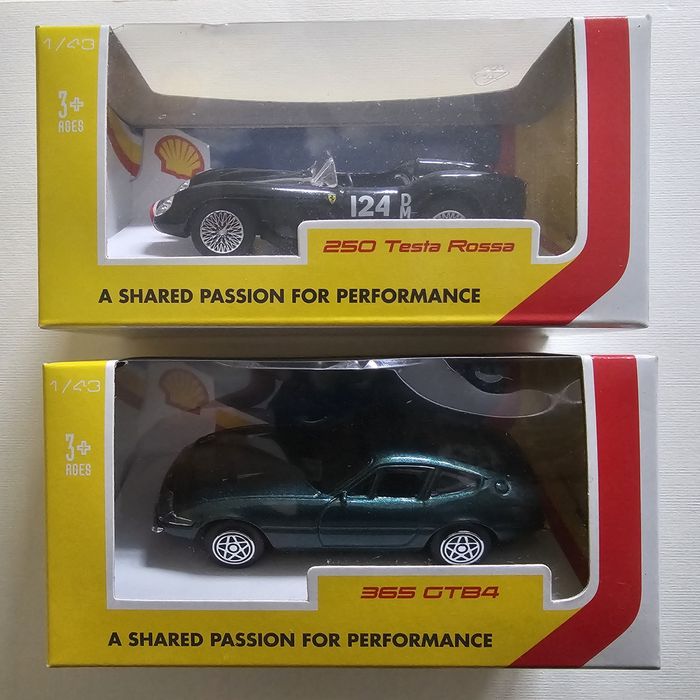 1/43
3+
AGES
124
DM
250 Testa Rossa
A SHARED PASSION FOR PERFORMANCE
1/43
3+
AGES
365 GTB4
A SHARED PASSION FOR PERFORMANCE